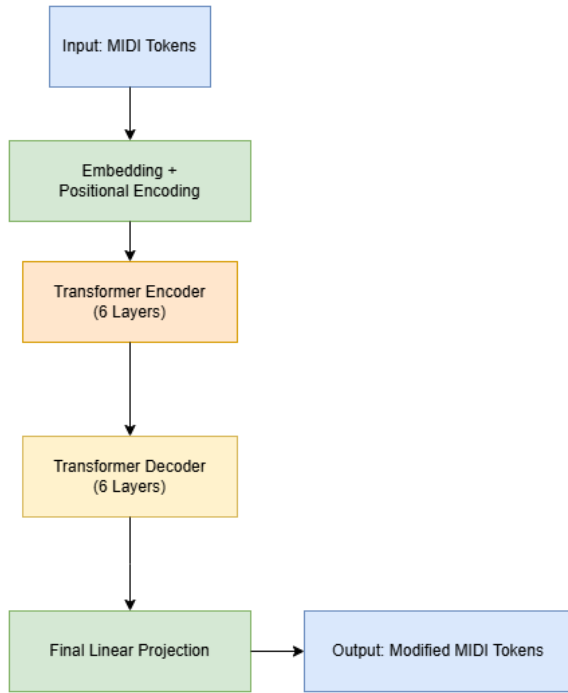 Input: MIDI Tokens
Embedding +
Positional Encoding
Transformer Encoder
(6 Layers)
Transformer Decoder
(6 Layers)
Final Linear Projection
Output: Modified MIDI Tokens